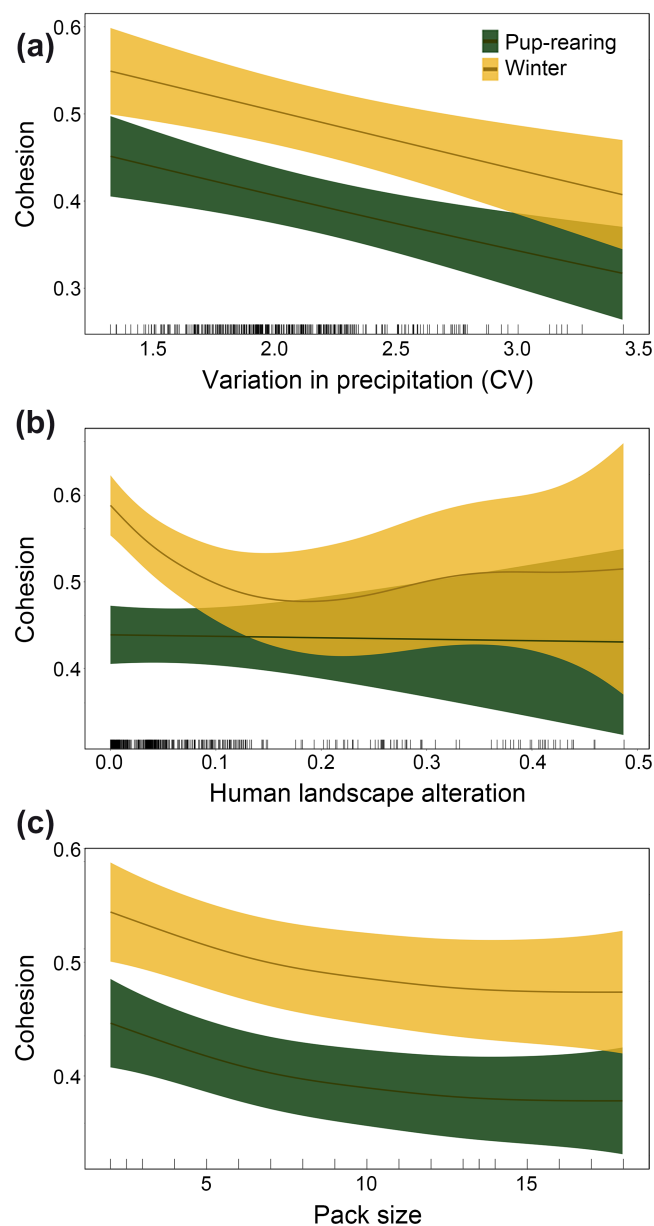 (a)
0.6
0.5
0.4
0.3
Cohesion
Pup-rearing
Winter
1.5 2.0 2.5 3.0 3.5
Variation in precipitation (CV)
(b)
0.6
0.5
0.4
Cohesion
0.0 0.1 0.2 0.3 0.4 0.5
Human landscape alteration
(c)
0.6
0.5
0.4
Cohesion
5 10 15
Pack size